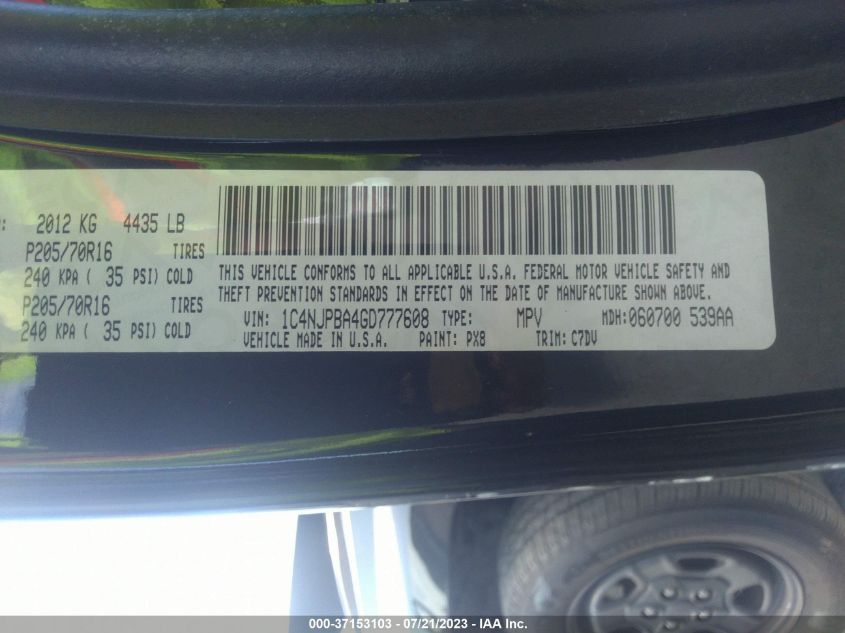 2012 KG 4435 LB
P205/70R16 TIRES
240 KPA ( 35 PSI) COLD
P205/70R16 TIRES
240 KPA ( 35 PSI) COLD
THIS VEHICLE CONFORMS TO ALL APPLICABLE U.S.A. FEDERAL MOTOR VEHICLE SAFETY AND
THEFT PREVENTION STANDARDS IN EFFECT ON THE DATE OF MANUFACTURE SHOWN ABOVE.
VIN: 1C4NJPBA4GD777608 TYPE: MPV MDH:060700 539AA
VEHICLE MADE IN U.S.A. PAINT: PX8 TRIM: C7DV
000-37153103 - 07/21/2023 - IAA Inc.